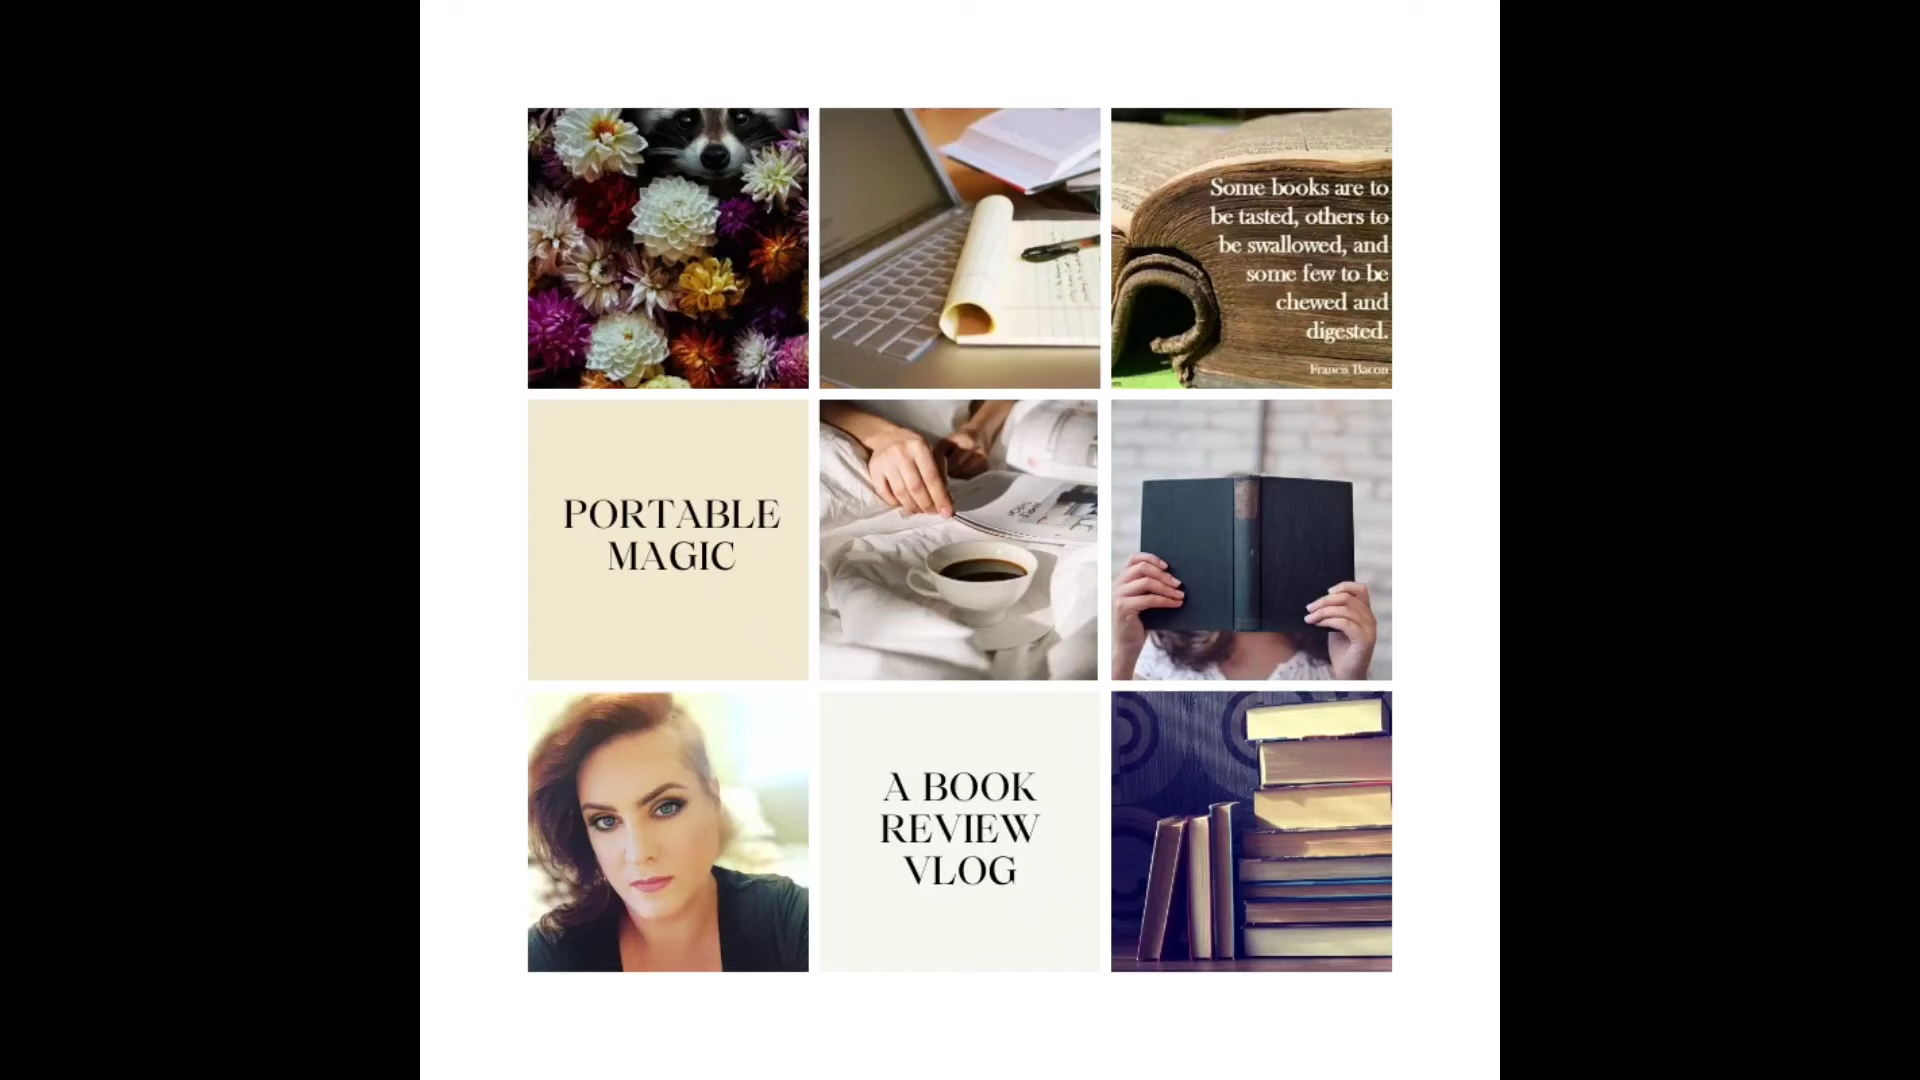 Some books are to
be tasted, others to
be swallowed, and
some few to be
chewed and
digested.
Francis Bacon
PORTABLE
MAGIC
A BOOK
REVIEW
VLOG